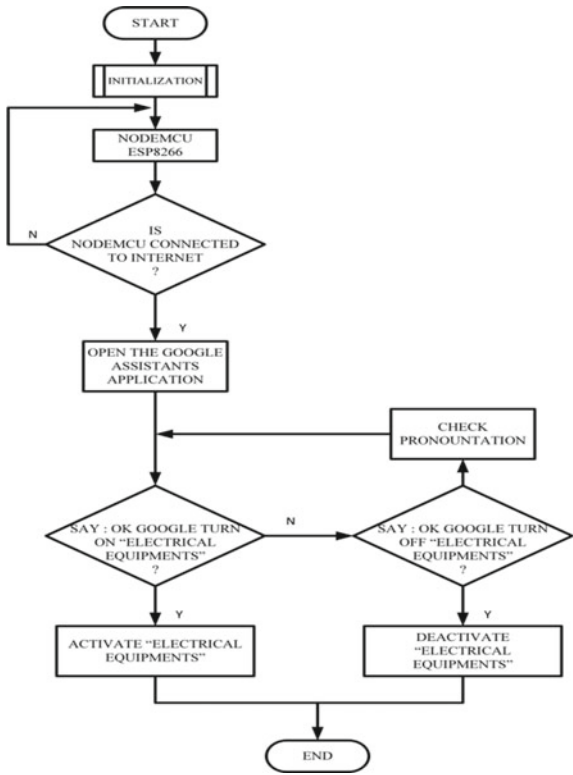 START
INITIALIZATION
NODEMCU
ESP8266
IS
NODEMCU CONNECTED
TO INTERNET
?
N
Y
OPEN THE GOOGLE
ASSISTANTS
APPLICATION
CHECK
PRONOUNTATION
SAY : OK GOOGLE TURN
ON “ELECTRICAL
EQUIPMENTS”
?
N
SAY : OK GOOGLE TURN
OFF “ELECTRICAL
EQUIPMENTS”
?
Y
Y
ACTIVATE “ELECTRICAL
EQUIPMENTS”
DEACTIVATE
“ELECTRICAL
EQUIPMENTS”
END